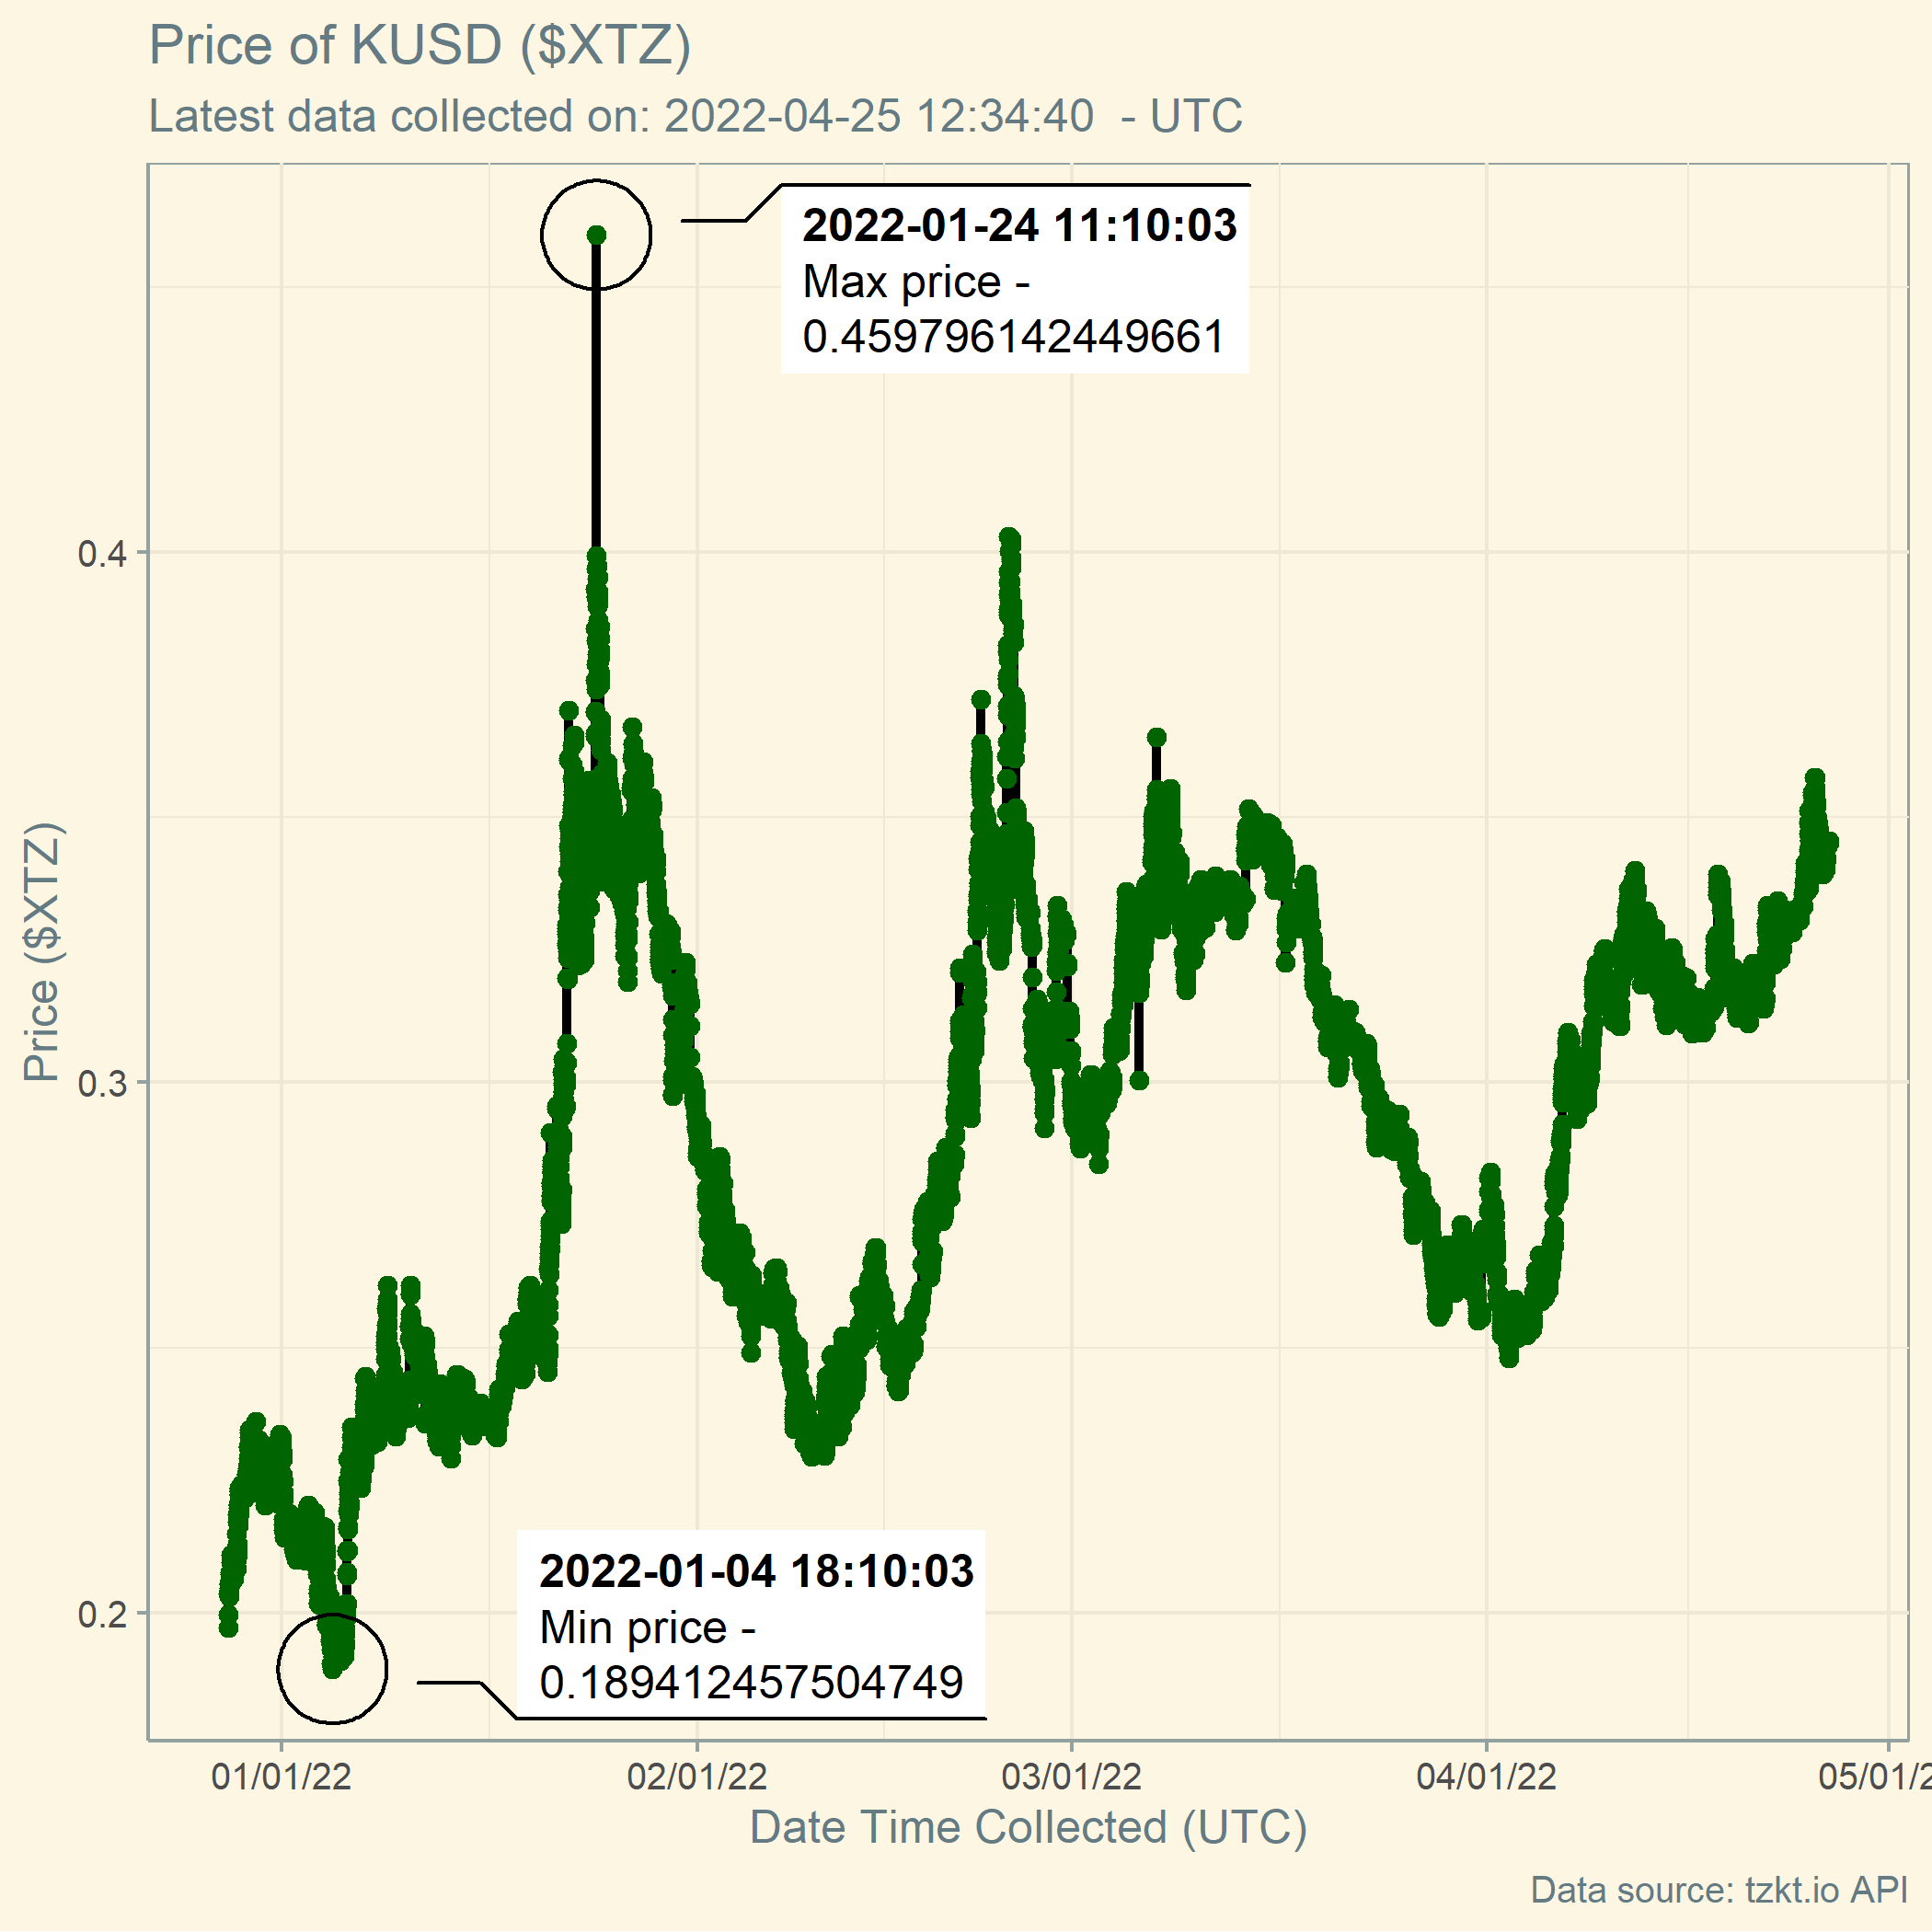 Price of KUSD ($XTZ)
Latest data collected on: 2022-04-25 12:34:40  - UTC
2022-01-24 11:10:03
Max price -
0.459796142449661
0.4
0.3
0.2
Price ($XTZ)
2022-01-04 18:10:03
Min price -
0.189412457504749
01/01/22
02/01/22
03/01/22
04/01/22
05/01/2
Date Time Collected (UTC)
Data source: tzkt.io API